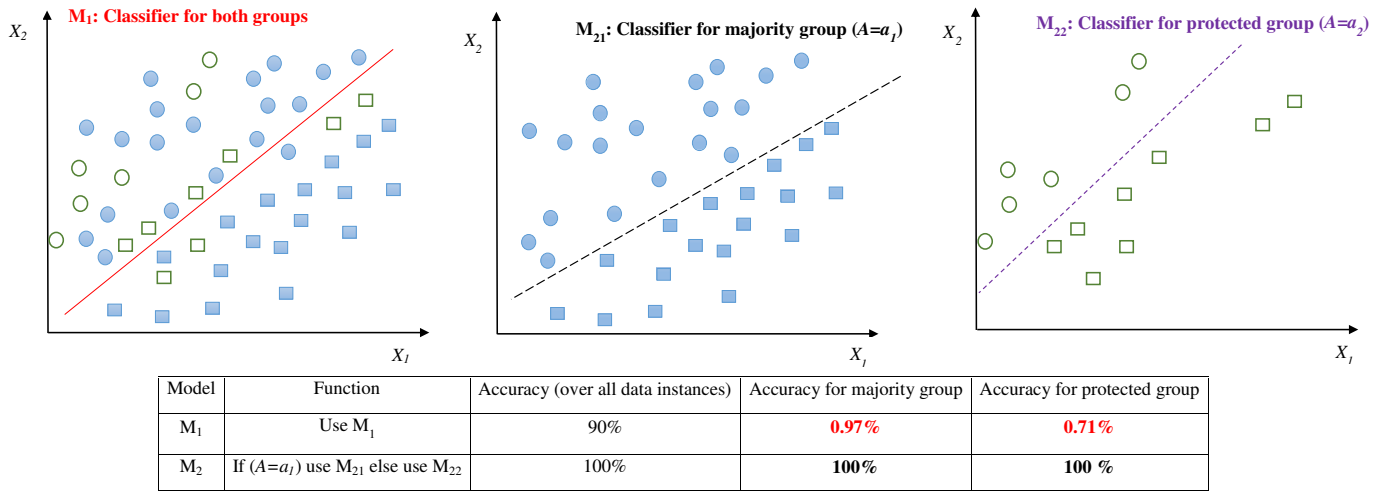 M₁: Classifier for both groups
X₂
X₁
M₂₁: Classifier for majority group (A=a₁)
X₂
X₁
M₂₂: Classifier for protected group (A=a₂)
X₂
X₁
Model Function Accuracy (over all data instances) Accuracy for majority group Accuracy for protected group
M₁ Use M₁ 90% 0.97% 0.71%
M₂ If (A=a₁) use M₂₁ else use M₂₂ 100% 100% 100 %